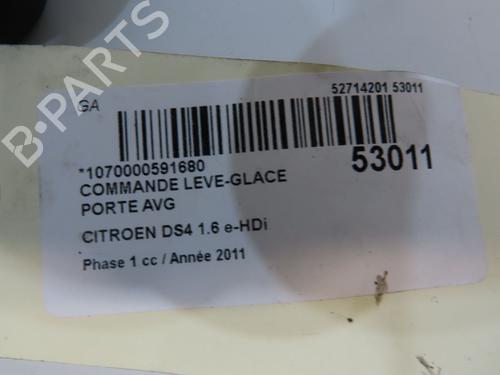 GA
52714201 53011
*1070000591680
53011
COMMANDE LEVE-GLACE
PORTE AVG
CITROEN DS4 1.6 e-HDi
Phase 1 cc / Année 2011
B-PARTS